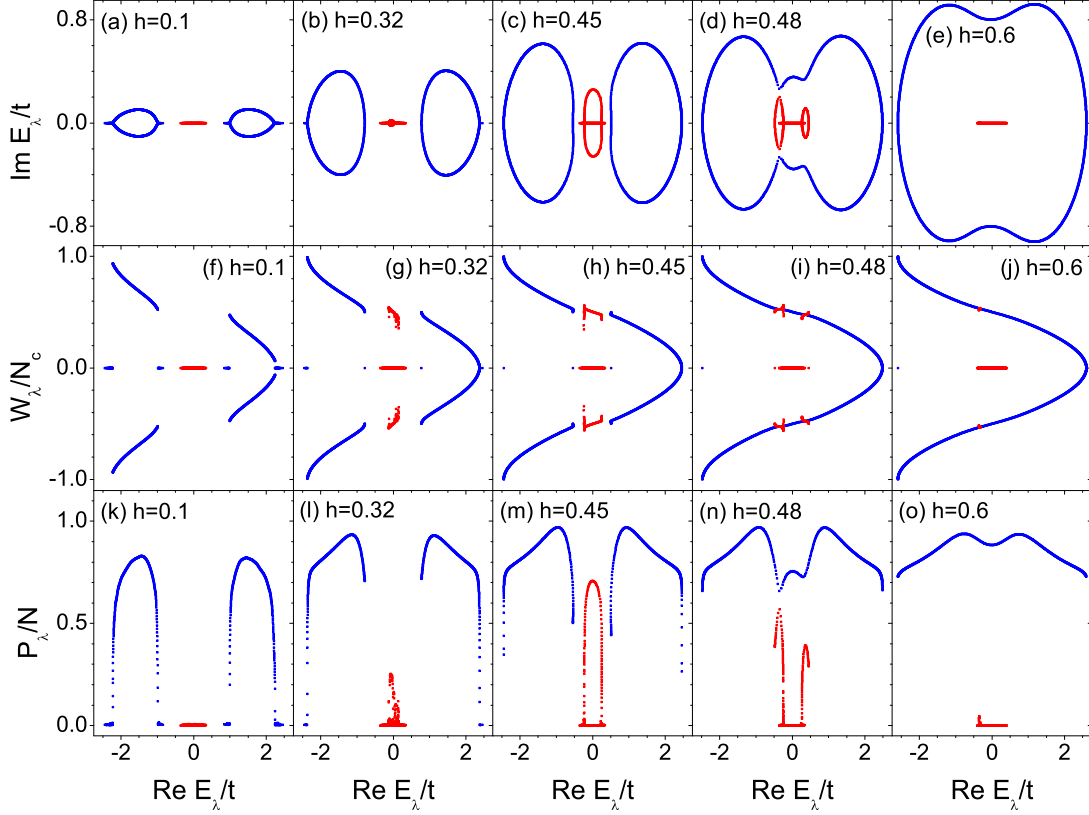 (a) h=0.1 (b) h=0.32 (c) h=0.45 (d) h=0.48 (e) h=0.6
0.8
0.0
-0.8
Im E_λ/t
(f) h=0.1 (g) h=0.32 (h) h=0.45 (i) h=0.48 (j) h=0.6
1.0
0.0
-1.0
W_λ/N_c
(k) h=0.1 (l) h=0.32 (m) h=0.45 (n) h=0.48 (o) h=0.6
1.0
0.5
0.0
P_λ/N
-2 0 2 -2 0 2 -2 0 2 -2 0 2 -2 0 2
Re E_λ/t Re E_λ/t Re E_λ/t Re E_λ/t Re E_λ/t